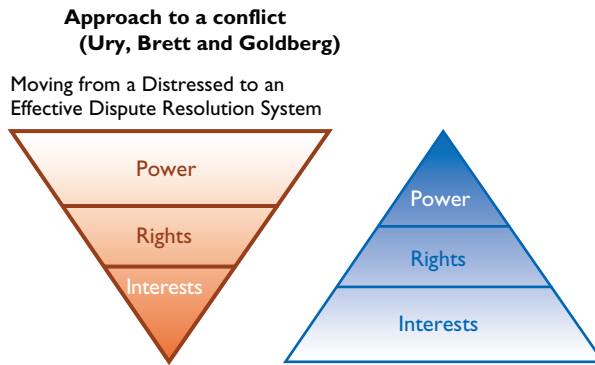 Approach to a conflict
(Ury, Brett and Goldberg)
Moving from a Distressed to an
Effective Dispute Resolution System
Power
Rights
Interests
Power
Rights
Interests